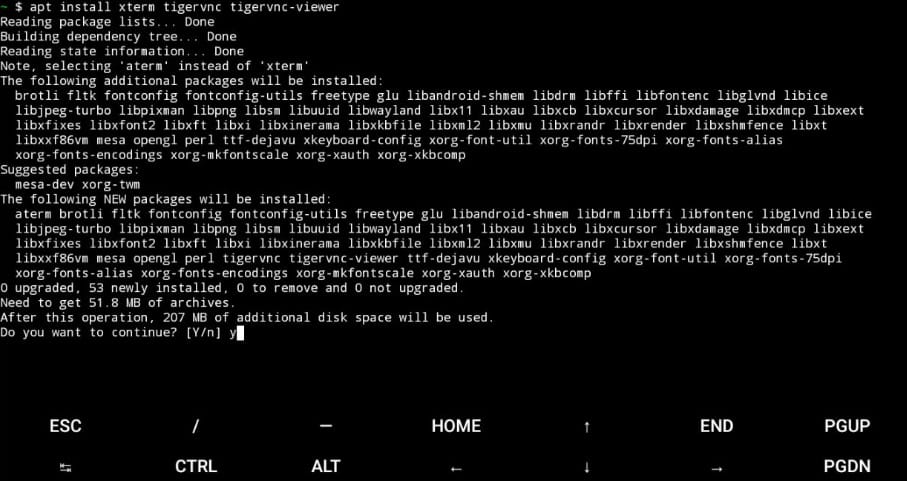 ~ $ apt install xterm tigervnc tigervnc-viewer
Reading package lists... Done
Building dependency tree... Done
Reading state information... Done
Note, selecting 'aterm' instead of 'xterm'
The following additional packages will be installed:
  brotli fltk fontconfig fontconfig-utils freetype glu libandroid-shmem libdrm libffi libfontenc libglvnd libice
  libjpeg-turbo libpixman libpng libsm libuuid libwayland libx11 libxau libxcb libxcursor libxdamage libxdmcp libxext
  libxfixes libxfont2 libxft libxi libxinerama libxkbfile libxml2 libxmu libxrandr libxrender libxshmfence libxt
  libxxf86vm mesa opengl perl ttf-dejavu xkeyboard-config xorg-font-util xorg-fonts-75dpi xorg-fonts-alias
  xorg-fonts-encodings xorg-mkfontscale xorg-xauth xorg-xkbcomp
Suggested packages:
  mesa-dev xorg-twm
The following NEW packages will be installed:
  aterm brotli fltk fontconfig fontconfig-utils freetype glu libandroid-shmem libdrm libffi libfontenc libglvnd libice
  libjpeg-turbo libpixman libpng libsm libuuid libwayland libx11 libxau libxcb libxcursor libxdamage libxdmcp libxext
  libxfixes libxfont2 libxft libxi libxinerama libxkbfile libxml2 libxmu libxrandr libxrender libxshmfence libxt
  libxxf86vm mesa opengl perl tigervnc tigervnc-viewer ttf-dejavu xkeyboard-config xorg-font-util xorg-fonts-75dpi
  xorg-fonts-alias xorg-fonts-encodings xorg-mkfontscale xorg-xauth xorg-xkbcomp
0 upgraded, 53 newly installed, 0 to remove and 0 not upgraded.
Need to get 51.8 MB of archives.
After this operation, 207 MB of additional disk space will be used.
Do you want to continue? [Y/n] y
ESC / — HOME ↑ END PGUP
↹ CTRL ALT ← ↓ → PGDN